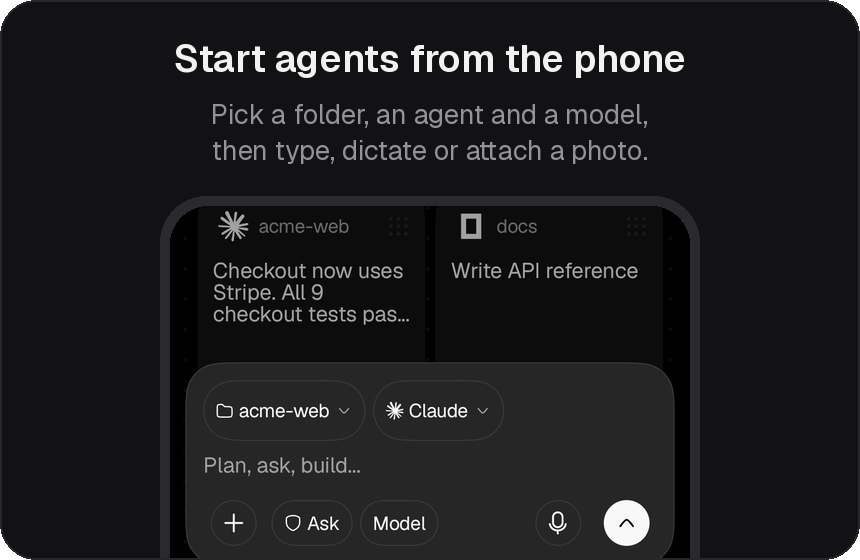 Start agents from the phone
Pick a folder, an agent and a model,
then type, dictate or attach a photo.
acme-web
docs
Checkout now uses
Stripe. All 9
checkout tests pas...
Write API reference
acme-web
Claude
Plan, ask, build...
Ask
Model